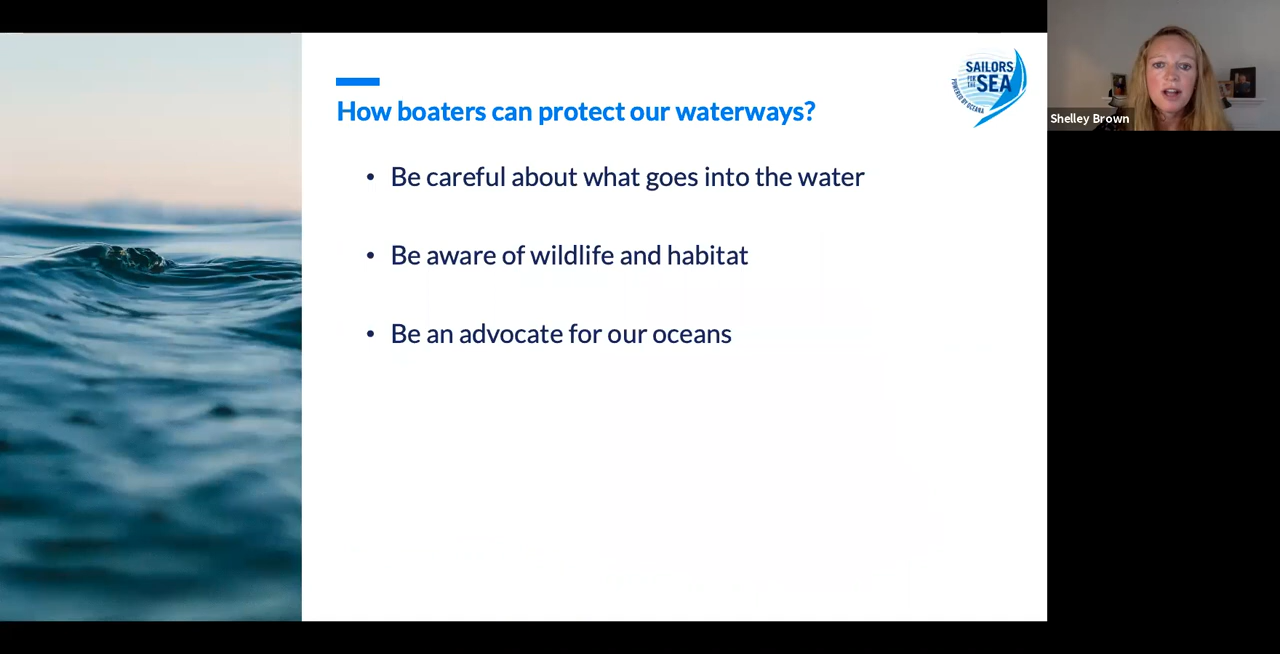 How boaters can protect our waterways?
• Be careful about what goes into the water
• Be aware of wildlife and habitat
• Be an advocate for our oceans
SAILORS
FOR
THE
SEA
POWERED BY OCEANA
Shelley Brown